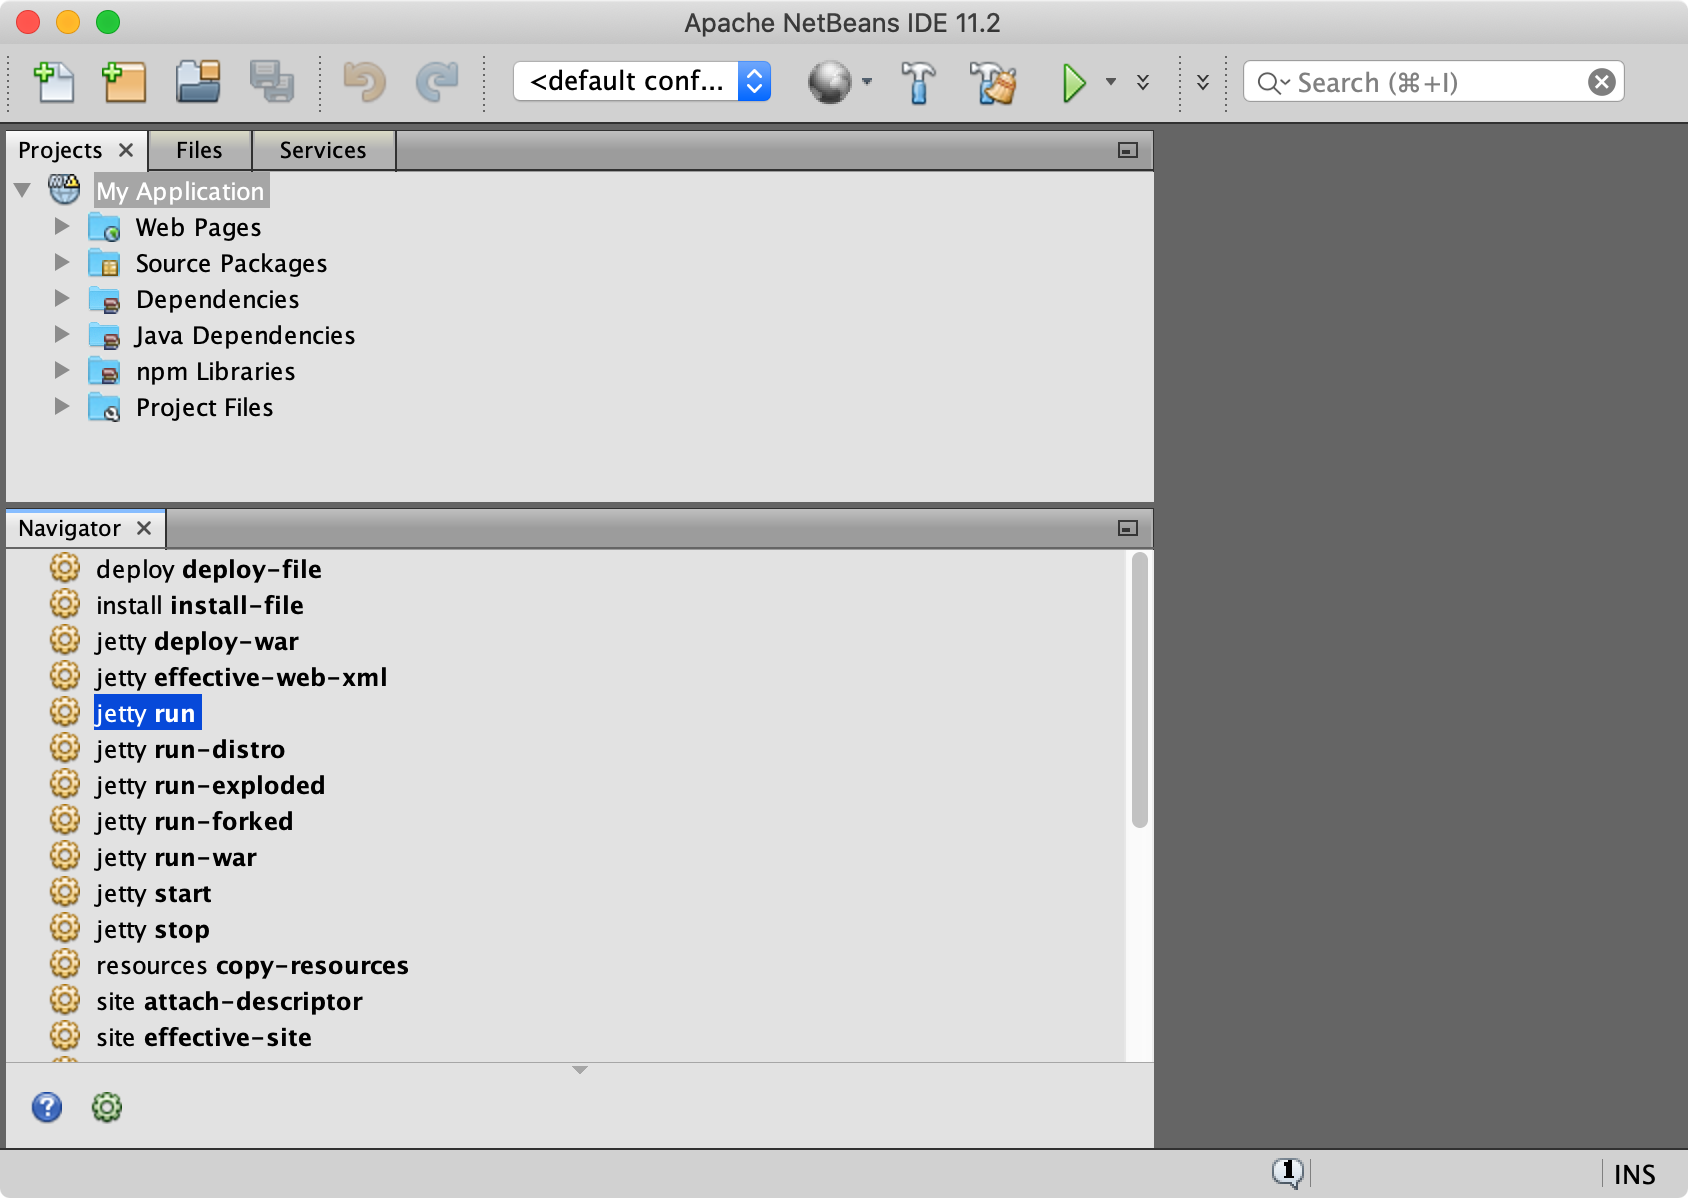 Apache NetBeans IDE 11.2
<default conf...
Search (⌘+I)
Projects
Files
Services
My Application
Web Pages
Source Packages
Dependencies
Java Dependencies
npm Libraries
Project Files
Navigator
deploy deploy-file
install install-file
jetty deploy-war
jetty effective-web-xml
jetty run
jetty run-distro
jetty run-exploded
jetty run-forked
jetty run-war
jetty start
jetty stop
resources copy-resources
site attach-descriptor
site effective-site
?
1
INS